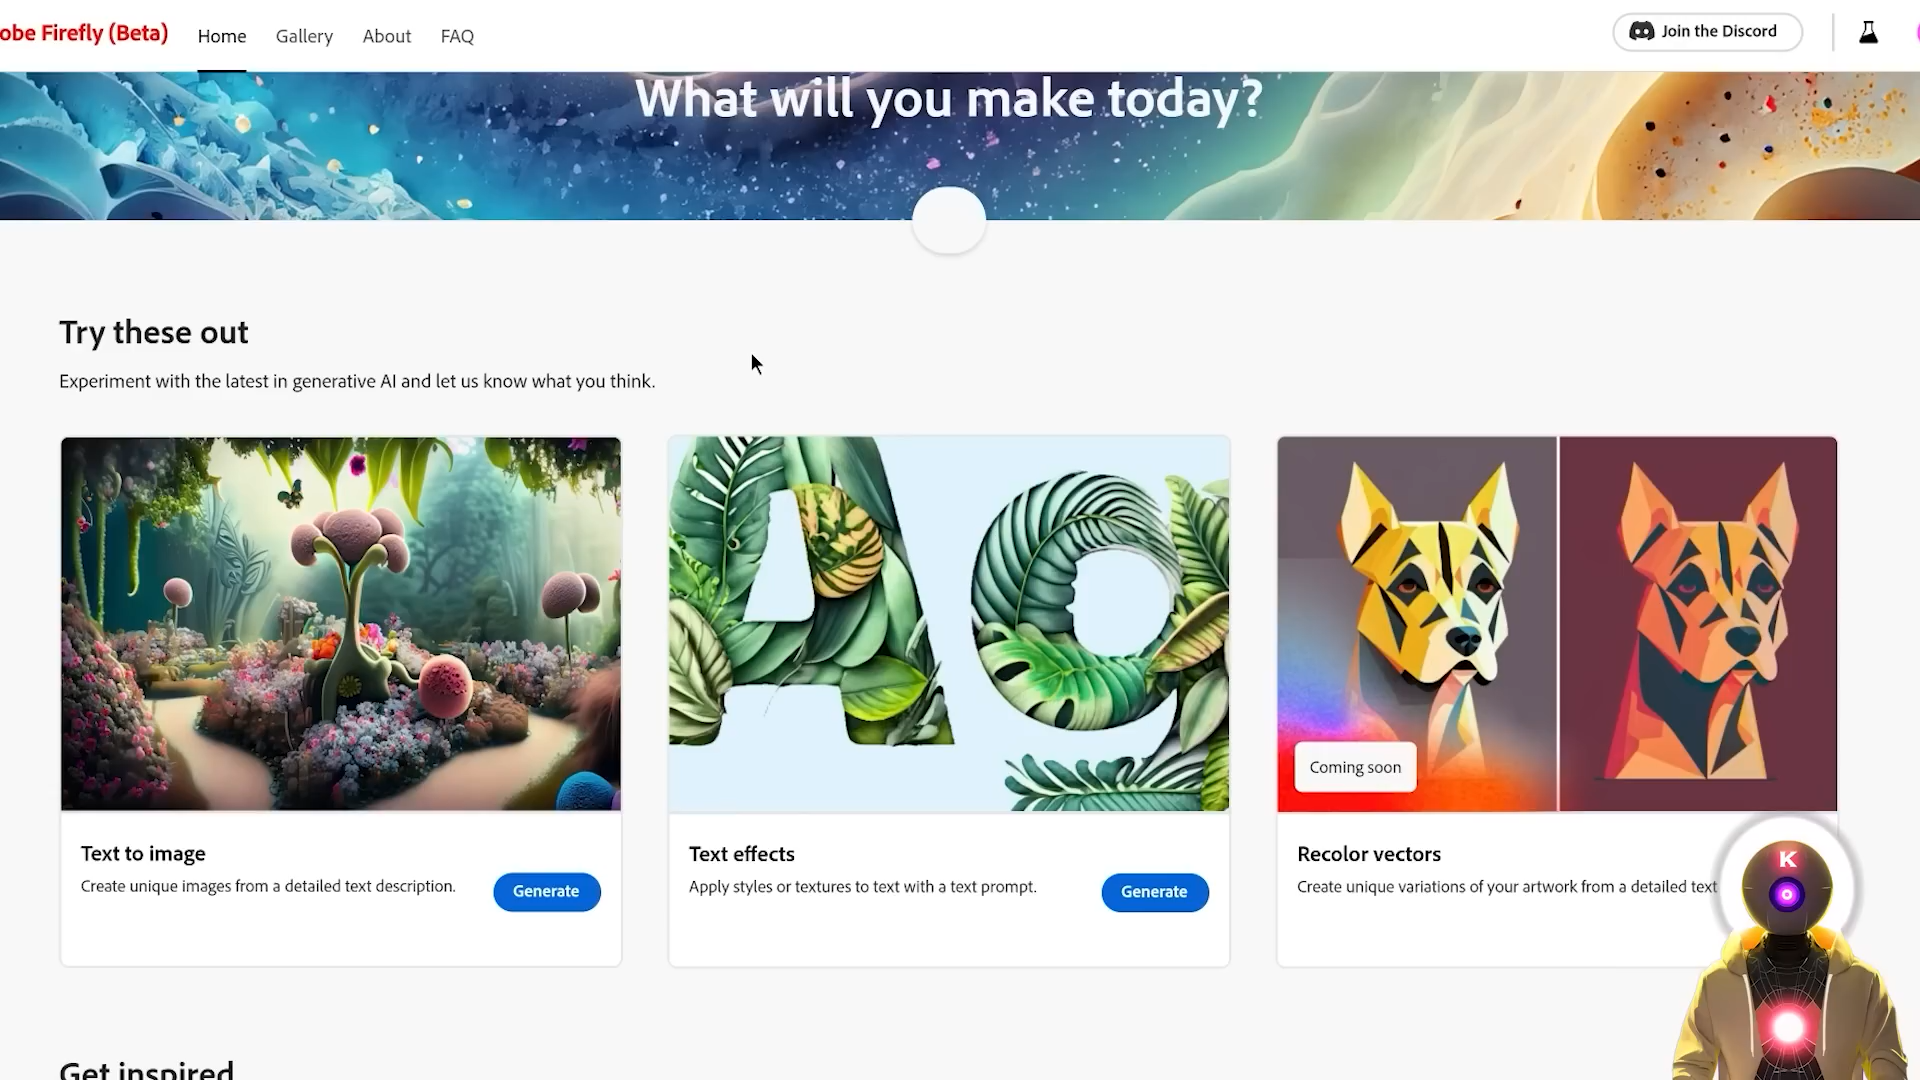 obe Firefly (Beta)
Home
Gallery
About
FAQ
Join the Discord
What will you make today?
Try these out
Experiment with the latest in generative AI and let us know what you think.
Ag
Coming soon
Text to image
Create unique images from a detailed text description.
Generate
Text effects
Apply styles or textures to text with a text prompt.
Generate
Recolor vectors
Create unique variations of your artwork from a detailed text
K
Get inspired